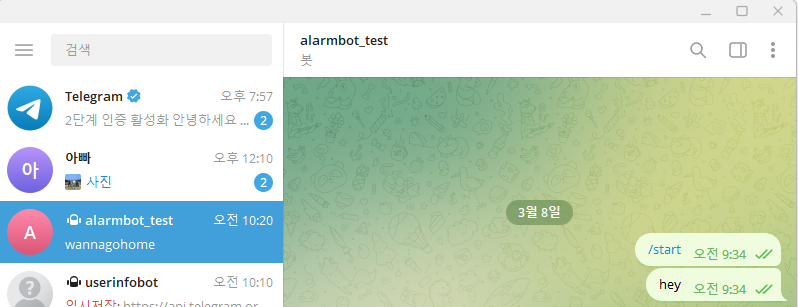 검색
Telegram 오후 7:57
2단계 인증 활성화 안녕하세요 ... 2
아빠 오후 12:10
사진 2
아
A
alarmbot_test 오전 10:20
wannagohome
userinfobot 오전 10:10
임시저장: https://api.telegram.or
alarmbot_test
봇
3월 8일
/start 오전 9:34
hey 오전 9:34